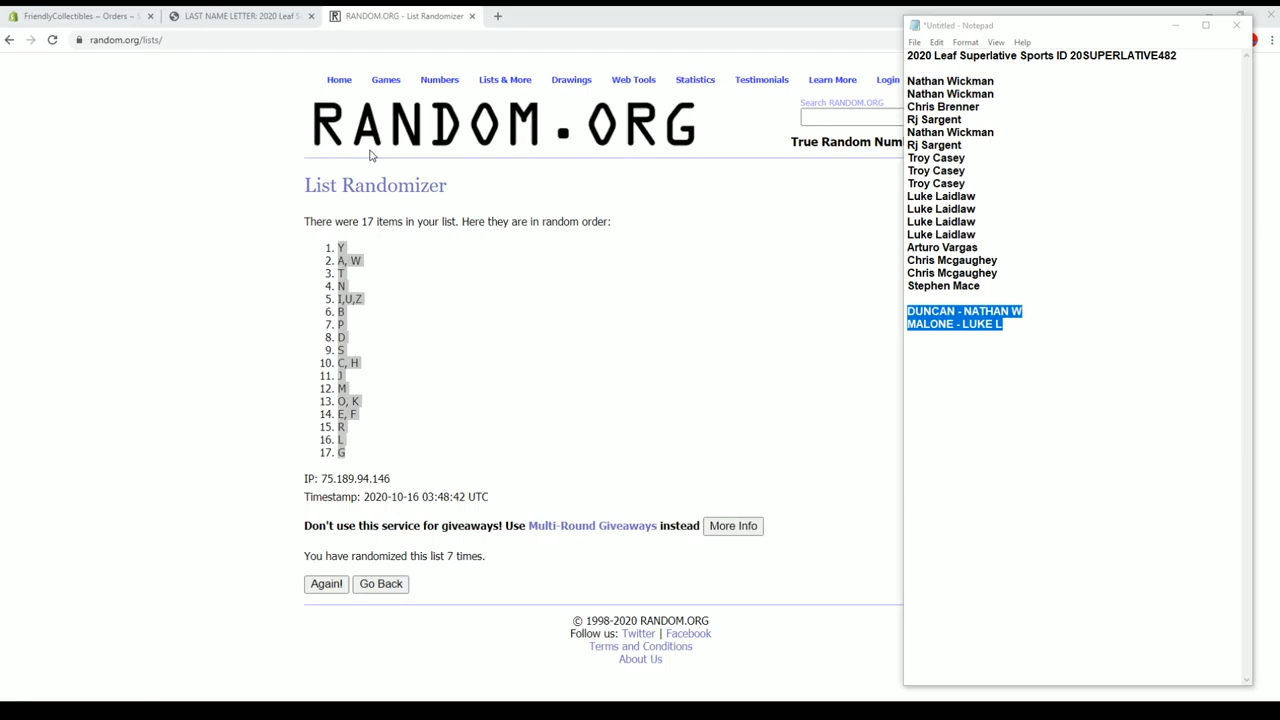 FriendlyCollectibles ~ Orders ~ S
LAST NAME LETTER: 2020 Leaf S
RANDOM.ORG - List Randomizer
random.org/lists/
Home Games Numbers Lists & More Drawings Web Tools Statistics Testimonials Learn More Login
Search RANDOM.ORG
RANDOM.ORG
True Random Num
List Randomizer
There were 17 items in your list. Here they are in random order:
1. Y
2. A, W
3. T
4. N
5. I,U,Z
6. B
7. P
8. D
9. S
10. C, H
11. J
12. M
13. O, K
14. E, F
15. R
16. L
17. G
IP: 75.189.94.146
Timestamp: 2020-10-16 03:48:42 UTC
Don't use this service for giveaways! Use Multi-Round Giveaways instead More Info
You have randomized this list 7 times.
Again! Go Back
© 1998-2020 RANDOM.ORG
Follow us: Twitter | Facebook
Terms and Conditions
About Us
*Untitled - Notepad
File Edit Format View Help
2020 Leaf Superlative Sports ID 20SUPERLATIVE482
Nathan Wickman
Nathan Wickman
Chris Brenner
Rj Sargent
Nathan Wickman
Rj Sargent
Troy Casey
Troy Casey
Troy Casey
Luke Laidlaw
Luke Laidlaw
Luke Laidlaw
Luke Laidlaw
Arturo Vargas
Chris Mcgaughey
Chris Mcgaughey
Stephen Mace
DUNCAN - NATHAN W
MALONE - LUKE L